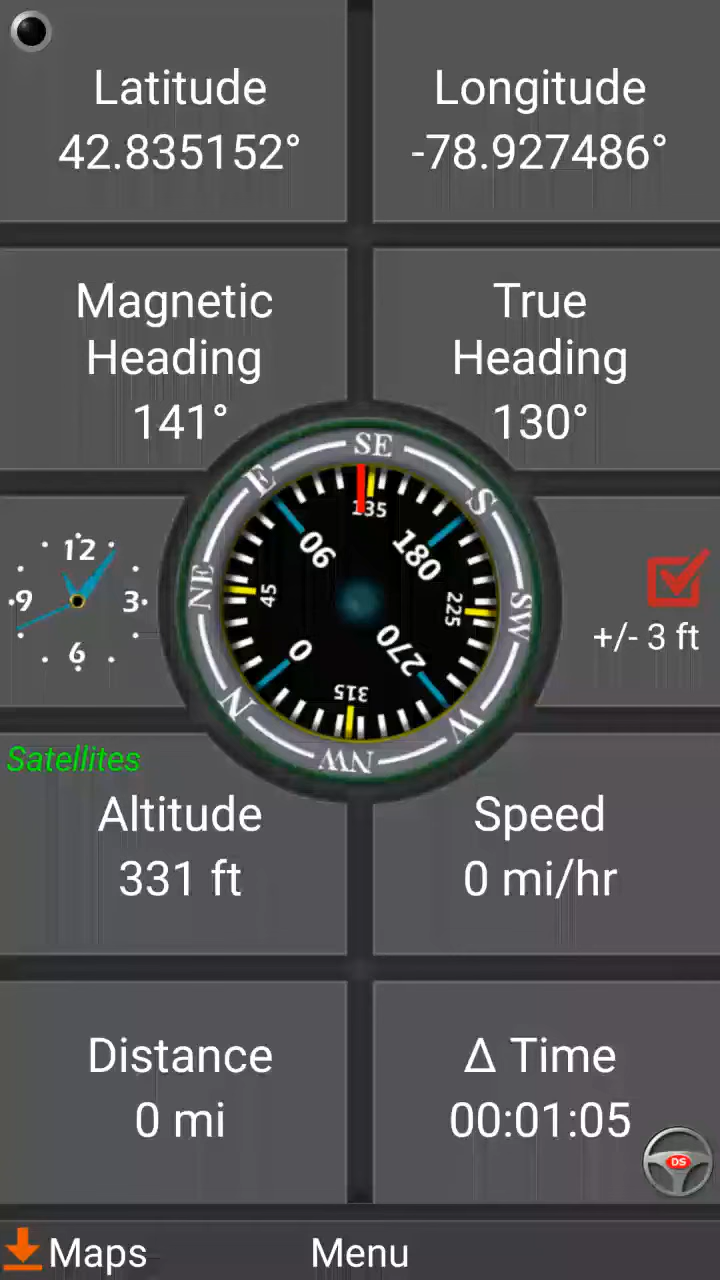 Latitude
42.835152°
Longitude
-78.927486°
Magnetic
Heading
141°
True
Heading
130°
12
9
3
6
SE
S
SW
W
NW
N
NE
E
135
180
225
270
315
0
45
90
+/- 3 ft
Satellites
Altitude
331 ft
Speed
0 mi/hr
Distance
0 mi
Δ Time
00:01:05
DS
Maps
Menu